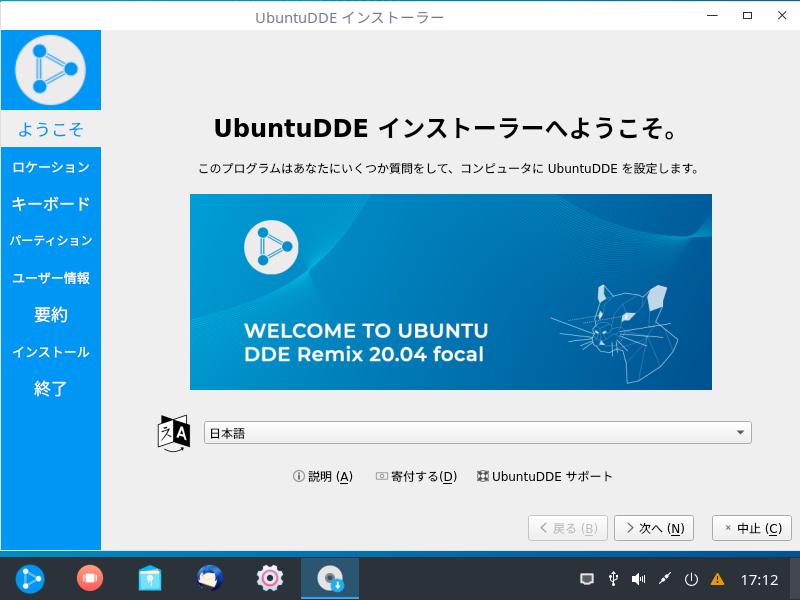 UbuntuDDE インストーラー
ようこそ
ロケーション
キーボード
パーティション
ユーザー情報
要約
インストール
終了
UbuntuDDE インストーラーへようこそ。
このプログラムはあなたにいくつか質問をして、コンピュータに UbuntuDDE を設定します。
WELCOME TO UBUNTU
DDE Remix 20.04 focal
え A
日本語
説明 (A) 寄付する(D) UbuntuDDE サポート
戻る (B) 次へ (N) 中止 (C)
17:12